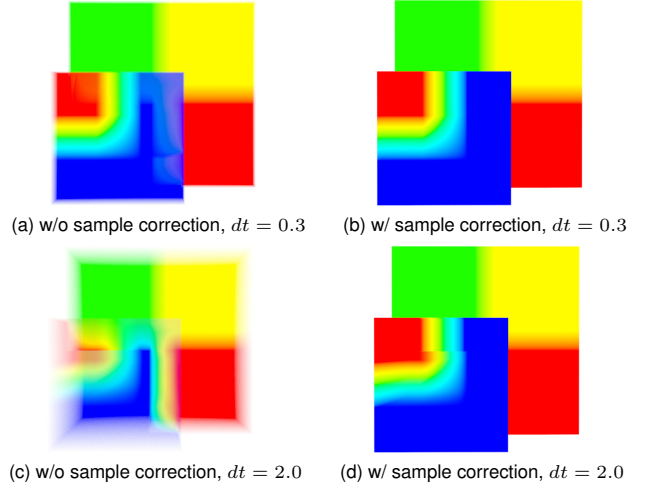 (a) w/o sample correction, dt = 0.3
(b) w/ sample correction, dt = 0.3
(c) w/o sample correction, dt = 2.0
(d) w/ sample correction, dt = 2.0